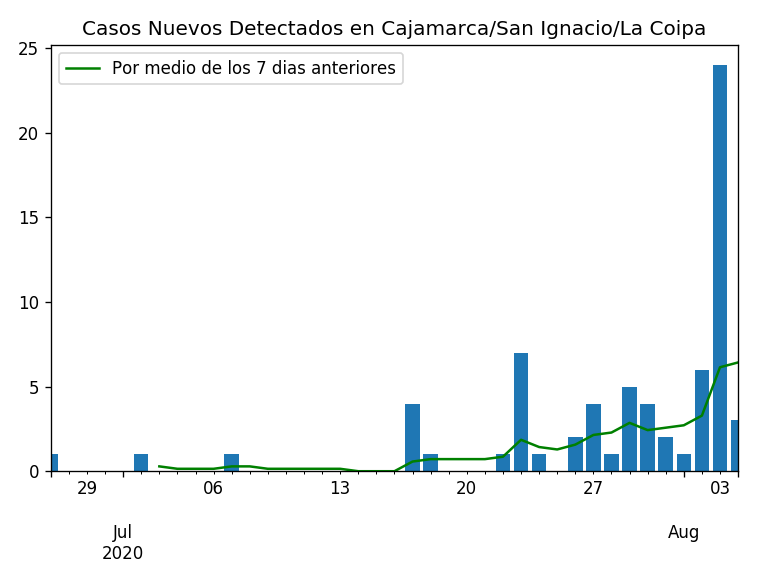 Casos Nuevos Detectados en Cajamarca/San Ignacio/La Coipa
Por medio de los 7 dias anteriores
25
20
15
10
5
0
29 06 13 20 27 03
Jul Aug
2020